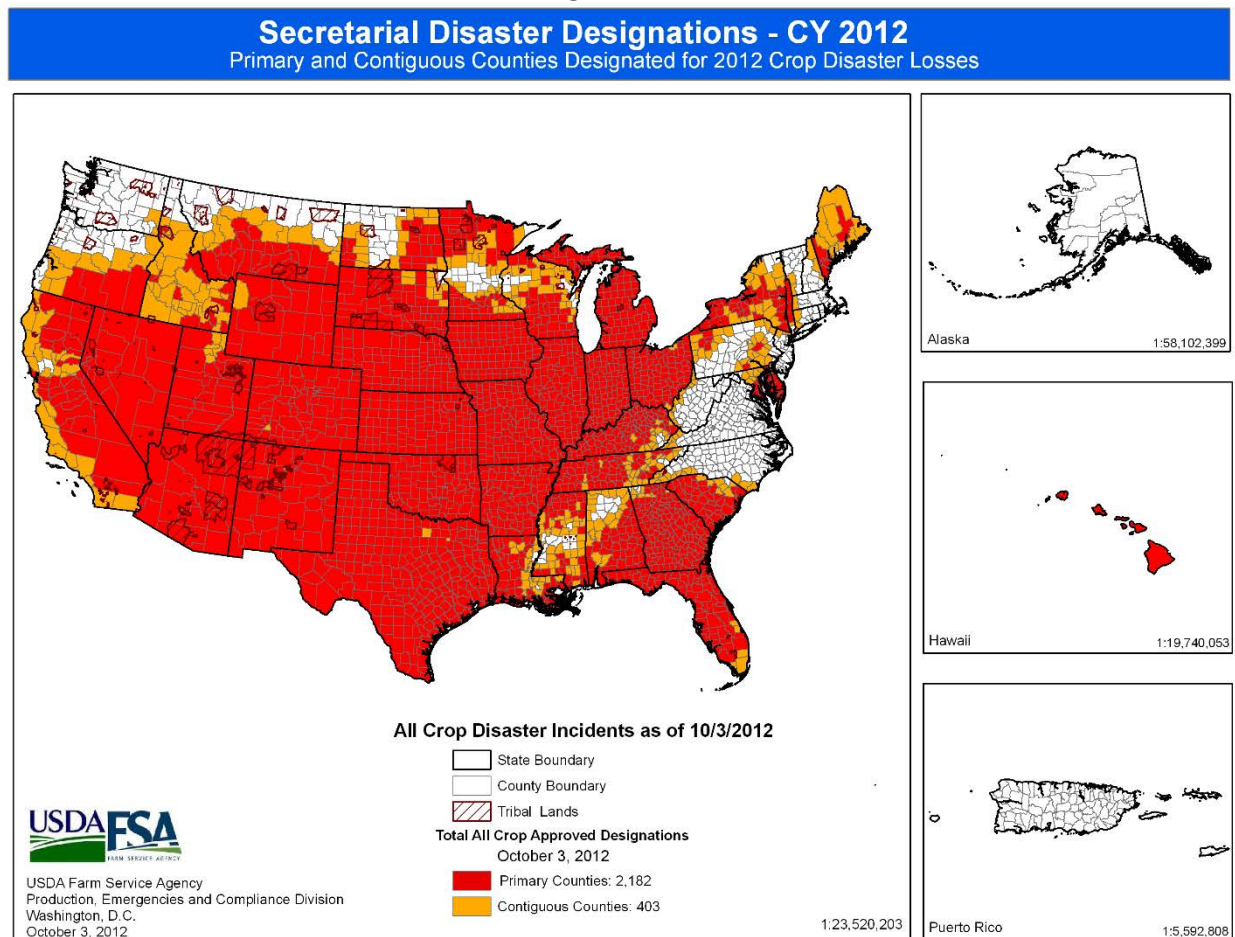 Secretarial Disaster Designations - CY 2012
Primary and Contiguous Counties Designated for 2012 Crop Disaster Losses
Alaska
1:58,102,399
Hawaii
1:19,740,053
All Crop Disaster Incidents as of 10/3/2012
State Boundary
County Boundary
Tribal Lands
Total All Crop Approved Designations
October 3, 2012
Primary Counties: 2,182
Contiguous Counties: 403
USDA FSA
FARM SERVICE AGENCY
USDA Farm Service Agency
Production, Emergencies and Compliance Division
Washington, D.C.
October 3, 2012
1:23,520,203
Puerto Rico
1:5,592,808